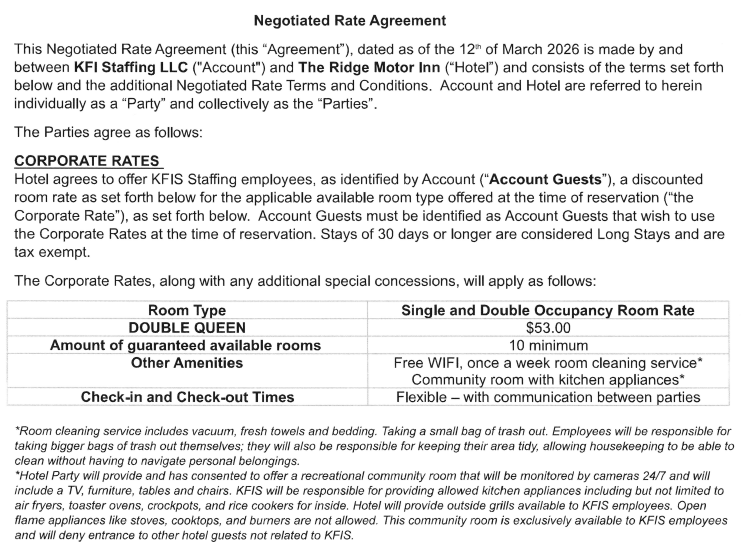 Negotiated Rate Agreement
This Negotiated Rate Agreement (this “Agreement”), dated as of the 12th of March 2026 is made by and
between KFI Staffing LLC ("Account") and The Ridge Motor Inn (“Hotel”) and consists of the terms set forth
below and the additional Negotiated Rate Terms and Conditions. Account and Hotel are referred to herein
individually as a “Party” and collectively as the “Parties”.
The Parties agree as follows:
CORPORATE RATES
Hotel agrees to offer KFIS Staffing employees, as identified by Account (“Account Guests”), a discounted
room rate as set forth below for the applicable available room type offered at the time of reservation (“the
Corporate Rate”), as set forth below. Account Guests must be identified as Account Guests that wish to use
the Corporate Rates at the time of reservation. Stays of 30 days or longer are considered Long Stays and are
tax exempt.
The Corporate Rates, along with any additional special concessions, will apply as follows:
Room Type Single and Double Occupancy Room Rate
DOUBLE QUEEN $53.00
Amount of guaranteed available rooms 10 minimum
Other Amenities Free WIFI, once a week room cleaning service*
Community room with kitchen appliances*
Check-in and Check-out Times Flexible – with communication between parties
*Room cleaning service includes vacuum, fresh towels and bedding. Taking a small bag of trash out. Employees will be responsible for
taking bigger bags of trash out themselves; they will also be responsible for keeping their area tidy, allowing housekeeping to be able to
clean without having to navigate personal belongings.
*Hotel Party will provide and has consented to offer a recreational community room that will be monitored by cameras 24/7 and will
include a TV, furniture, tables and chairs. KFIS will be responsible for providing allowed kitchen appliances including but not limited to
air fryers, toaster ovens, crockpots, and rice cookers for inside. Hotel will provide outside grills available to KFIS employees. Open
flame appliances like stoves, cooktops, and burners are not allowed. This community room is exclusively available to KFIS employees
and will deny entrance to other hotel guests not related to KFIS.